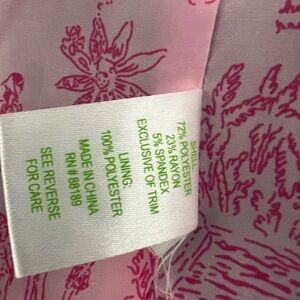 SHELL:
72% POLYESTER
23% RAYON
5% SPANDEX
EXCLUSIVE OF TRIM
LINING:
100% POLYESTER
MADE IN CHINA
RN # 68189
SEE REVERSE
FOR CARE